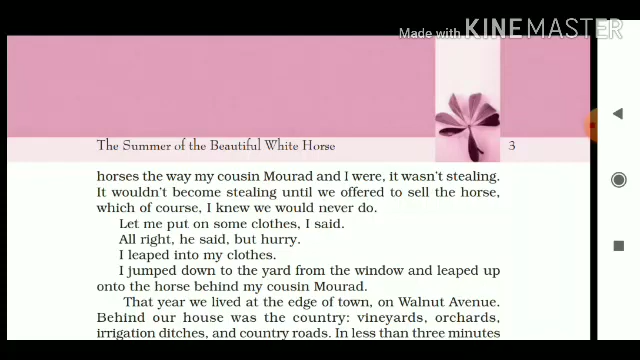 Made with KINEMASTER
The Summer of the Beautiful White Horse 3
horses the way my cousin Mourad and I were, it wasn't stealing.
It wouldn't become stealing until we offered to sell the horse,
which of course, I knew we would never do.
Let me put on some clothes, I said.
All right, he said, but hurry.
I leaped into my clothes.
I jumped down to the yard from the window and leaped up
onto the horse behind my cousin Mourad.
That year we lived at the edge of town, on Walnut Avenue.
Behind our house was the country: vineyards, orchards,
irrigation ditches, and country roads. In less than three minutes